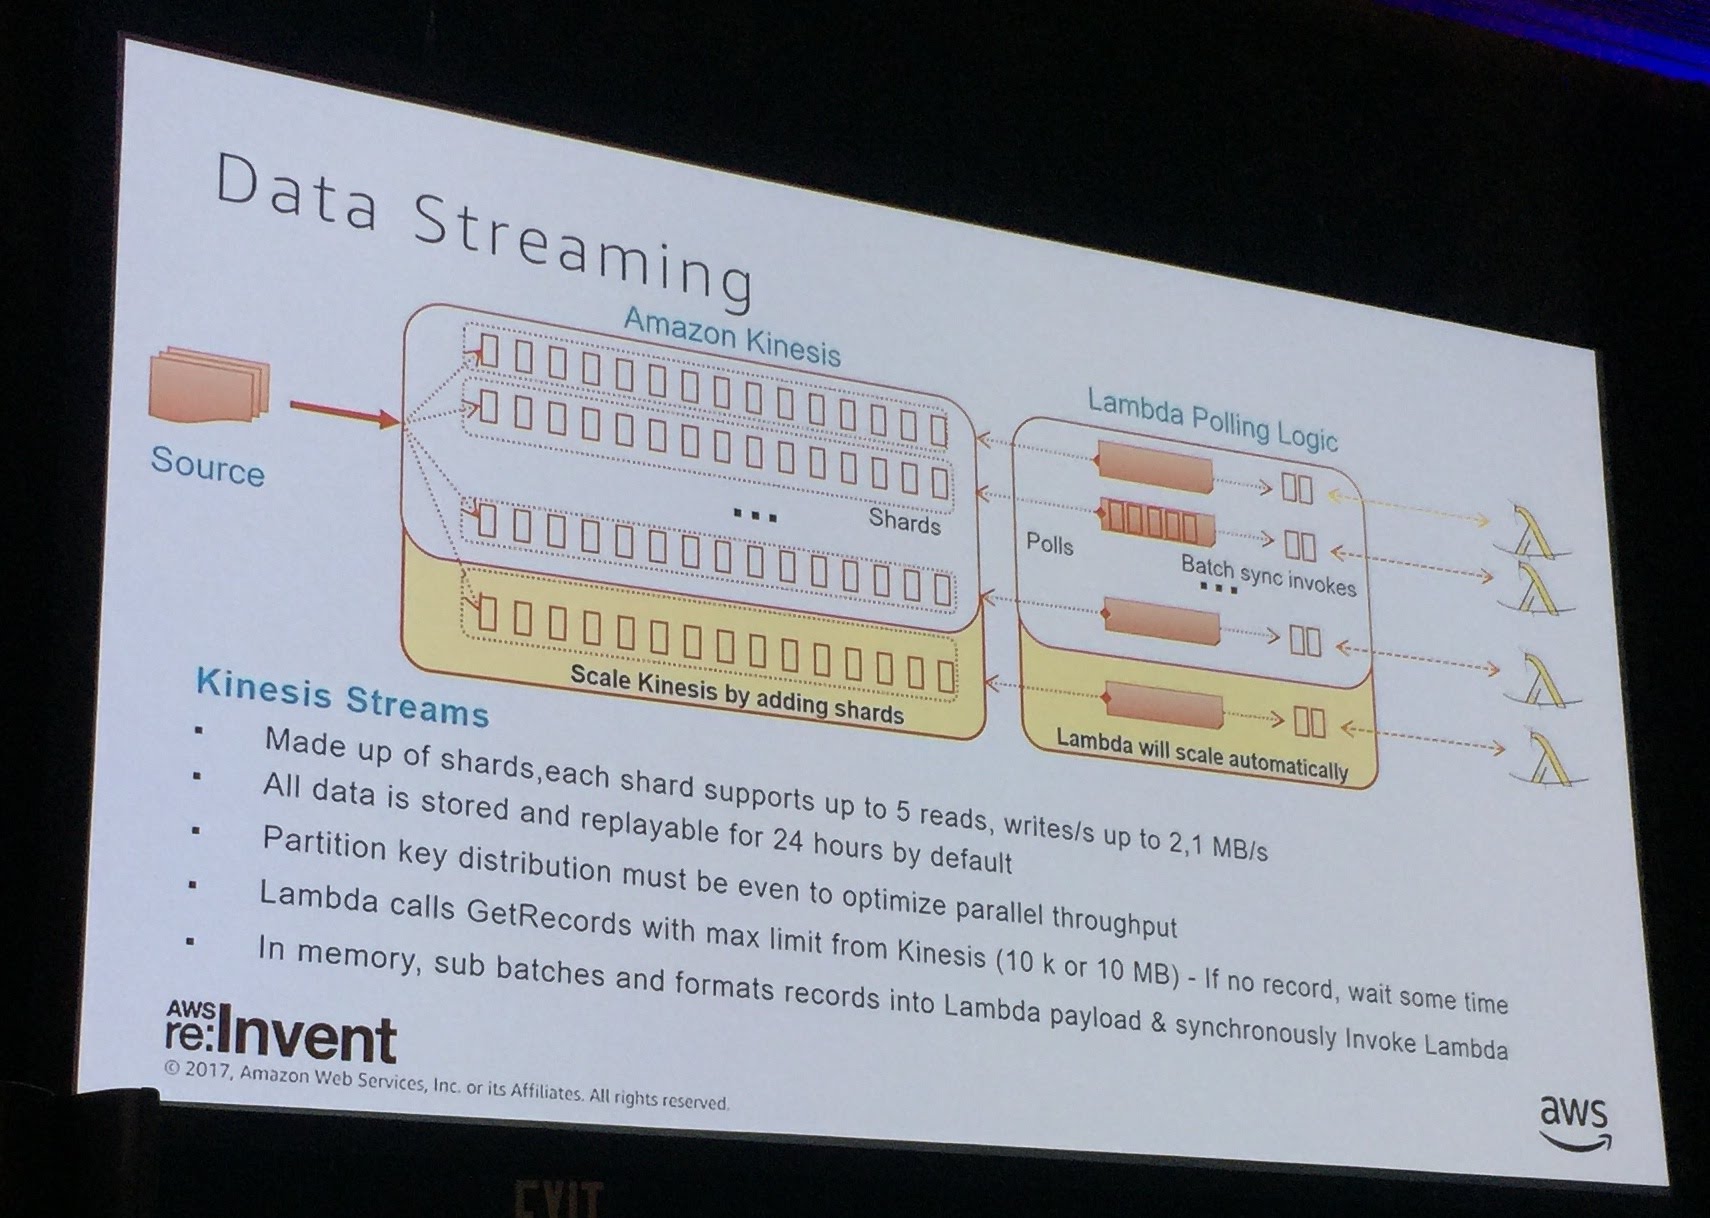 Data Streaming
Amazon Kinesis
Lambda Polling Logic
Source
Shards
Polls
Batch sync invokes
Scale Kinesis by adding shards
Lambda will scale automatically
Kinesis Streams
▪ Made up of shards,each shard supports up to 5 reads, writes/s up to 2,1 MB/s
▪ All data is stored and replayable for 24 hours by default
▪ Partition key distribution must be even to optimize parallel throughput
▪ Lambda calls GetRecords with max limit from Kinesis (10 k or 10 MB) - If no record, wait some time
▪ In memory, sub batches and formats records into Lambda payload & synchronously Invoke Lambda
AWS
re:Invent
© 2017, Amazon Web Services, Inc. or its Affiliates. All rights reserved.
aws
EXIT